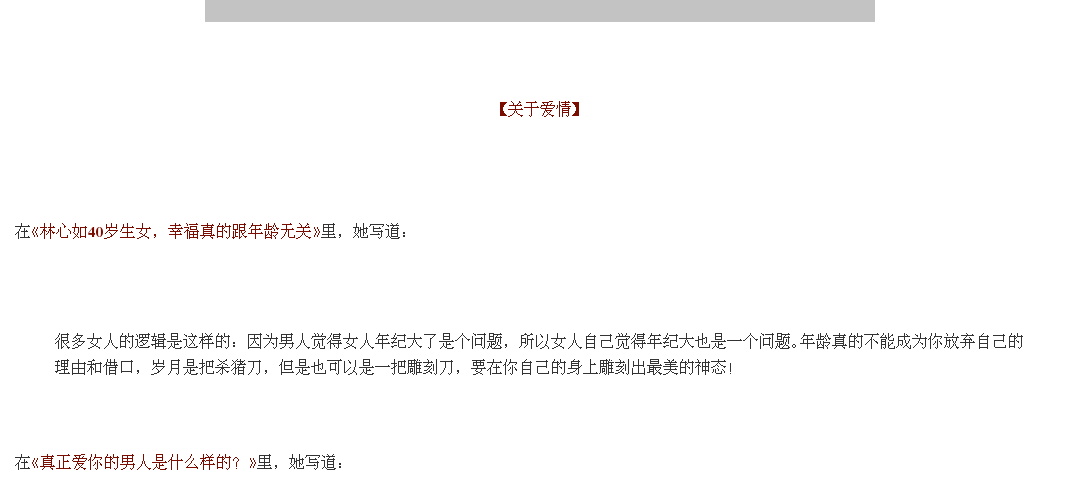 【关于爱情】
在《林心如40岁生女，幸福真的跟年龄无关》里，她写道：
很多女人的逻辑是这样的：因为男人觉得女人年纪大了是个问题，所以女人自己觉得年纪大也是一个问题。年龄真的不能成为你放弃自己的
理由和借口，岁月是把杀猪刀，但是也可以是一把雕刻刀，要在你自己的身上雕刻出最美的神态！
在《真正爱你的男人是什么样的？》里，她写道：